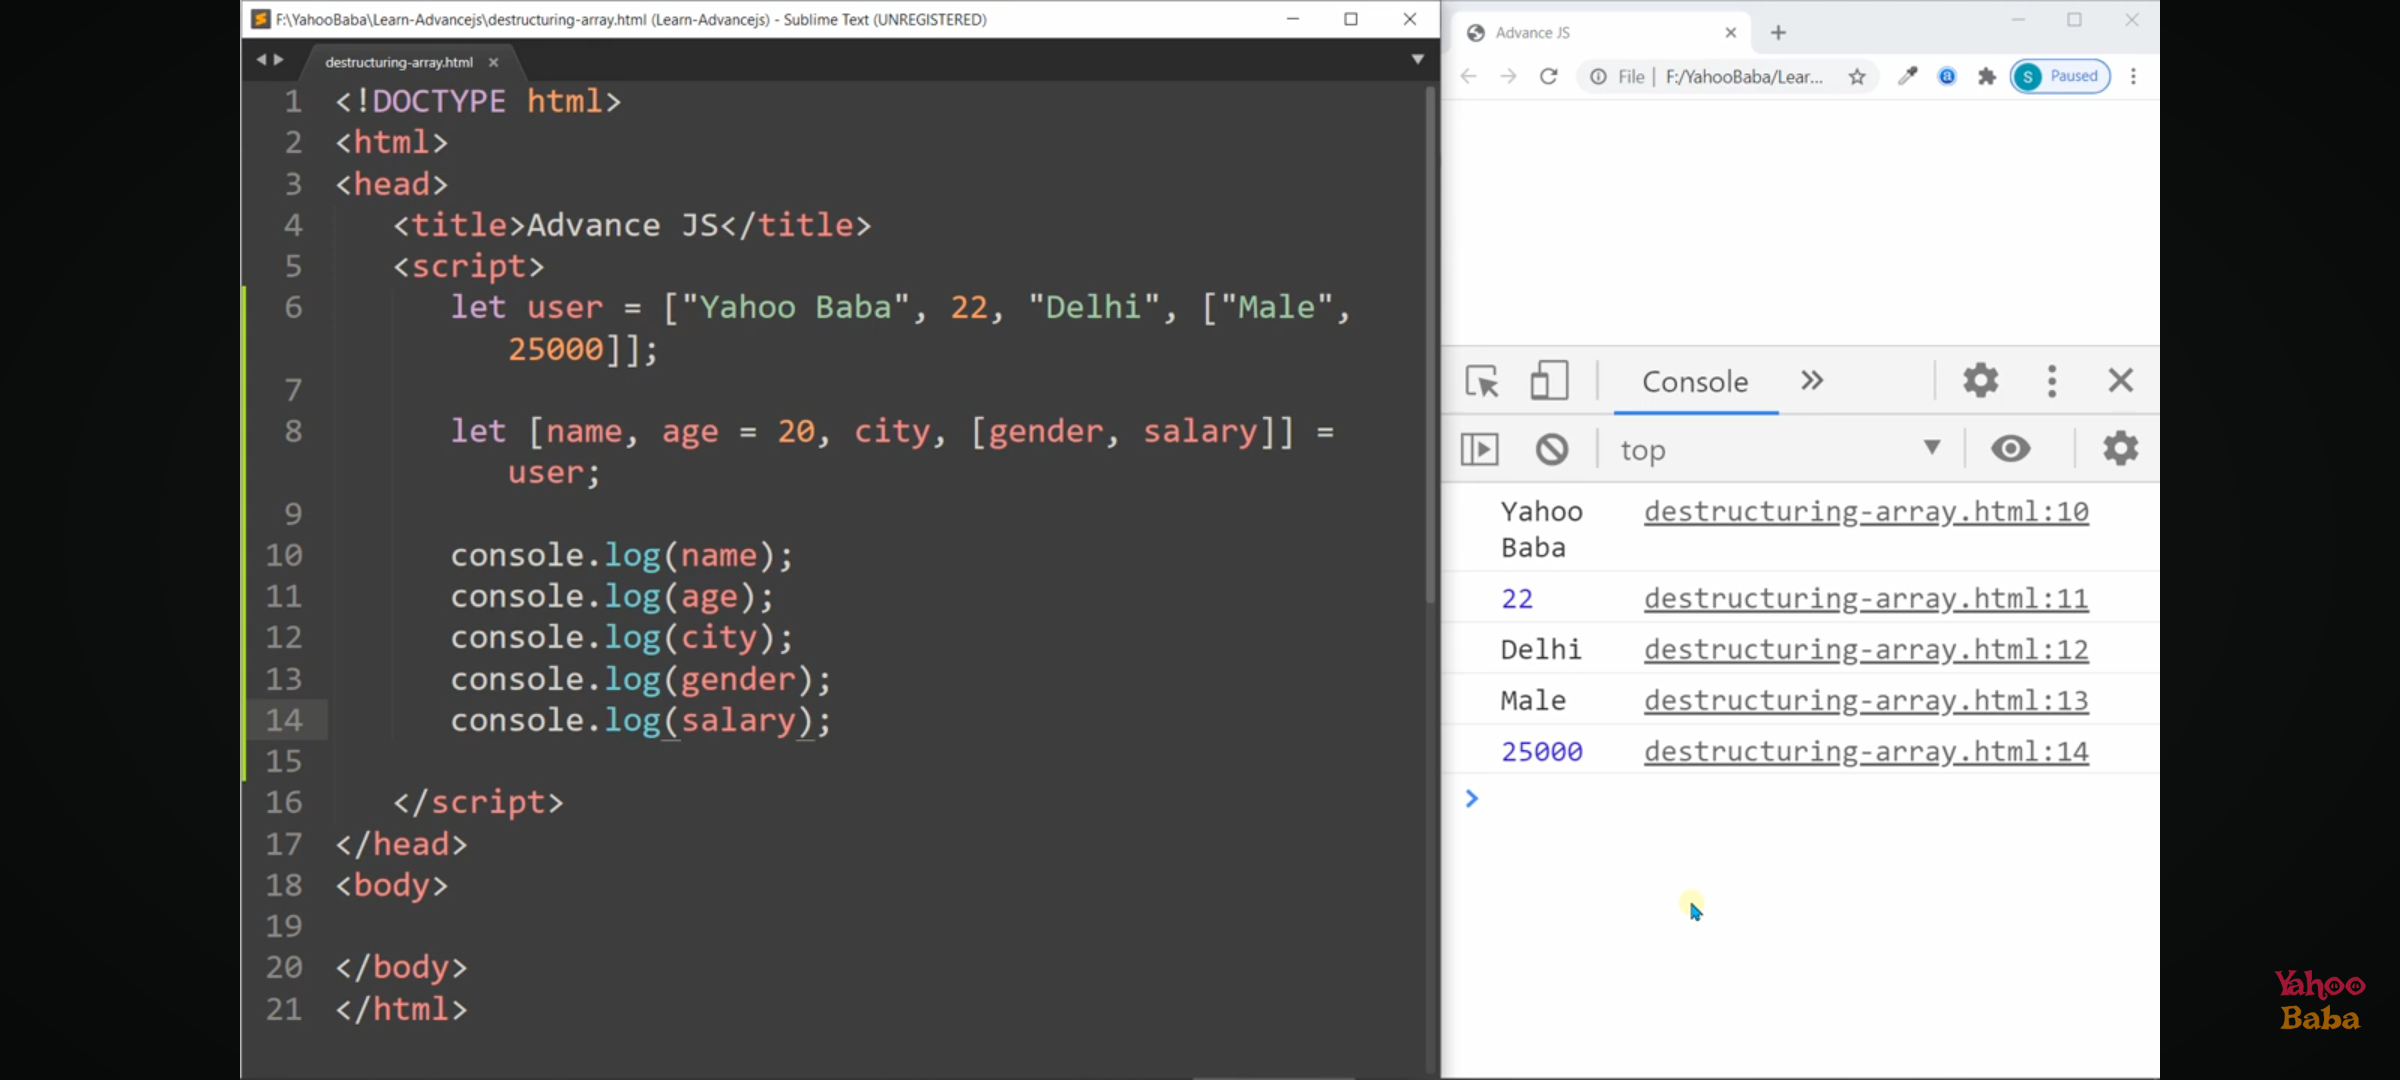 F:\YahooBaba\Learn-Advancejs\destructuring-array.html (Learn-Advancejs) - Sublime Text (UNREGISTERED)
destructuring-array.html
1 <!DOCTYPE html>
2 <html>
3 <head>
4 <title>Advance JS</title>
5 <script>
6 let user = ["Yahoo Baba", 22, "Delhi", ["Male",
25000]];
7
8 let [name, age = 20, city, [gender, salary]] =
user;
9
10 console.log(name);
11 console.log(age);
12 console.log(city);
13 console.log(gender);
14 console.log(salary);
15
16 </script>
17 </head>
18 <body>
19
20 </body>
21 </html>
Advance JS
File | F:/YahooBaba/Lear...
S Paused
Console
top
Yahoo destructuring-array.html:10
Baba
22 destructuring-array.html:11
Delhi destructuring-array.html:12
Male destructuring-array.html:13
25000 destructuring-array.html:14
Yahoo
Baba